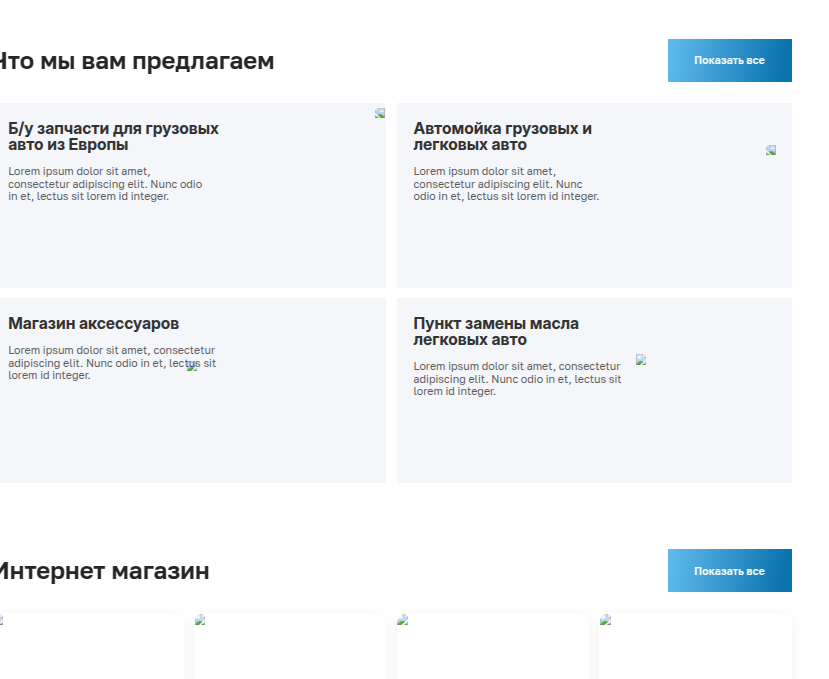 Что мы вам предлагаем
Показать все
Б/у запчасти для грузовых
авто из Европы
Lorem ipsum dolor sit amet,
consectetur adipiscing elit. Nunc odio
in et, lectus sit lorem id integer.
Автомойка грузовых и
легковых авто
Lorem ipsum dolor sit amet,
consectetur adipiscing elit. Nunc
odio in et, lectus sit lorem id integer.
Магазин аксессуаров
Lorem ipsum dolor sit amet, consectetur
adipiscing elit. Nunc odio in et, lectus sit
lorem id integer.
Пункт замены масла
легковых авто
Lorem ipsum dolor sit amet, consectetur
adipiscing elit. Nunc odio in et, lectus sit
lorem id integer.
Интернет магазин
Показать все